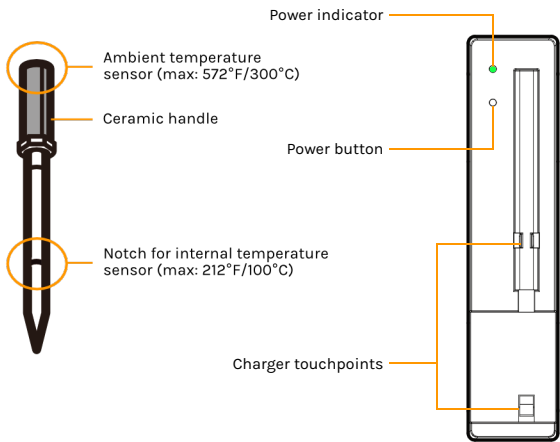 Power indicator
Ambient temperature
sensor (max: 572°F/300°C)
Ceramic handle
Power button
Notch for internal temperature
sensor (max: 212°F/100°C)
Charger touchpoints